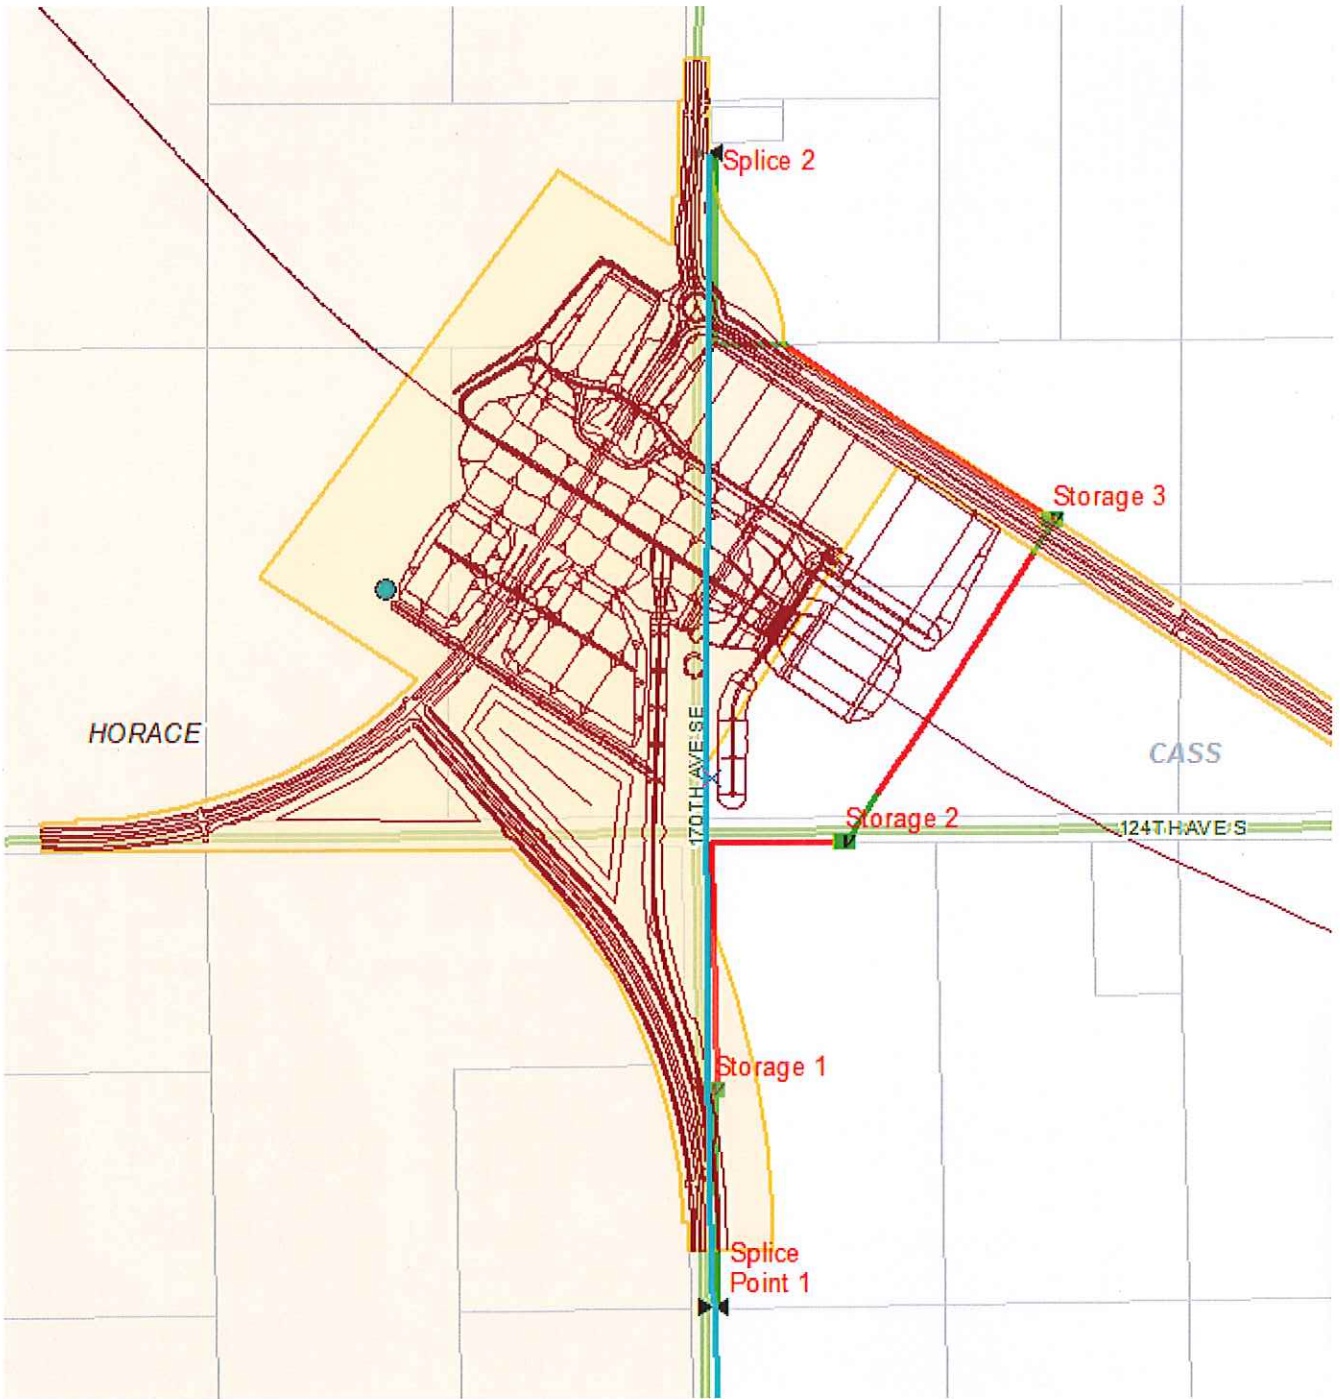 Splice 2
Storage 3
HORACE
170TH AVE SE
CASS
Storage 2
124TH AVE S
Storage 1
Splice
Point 1